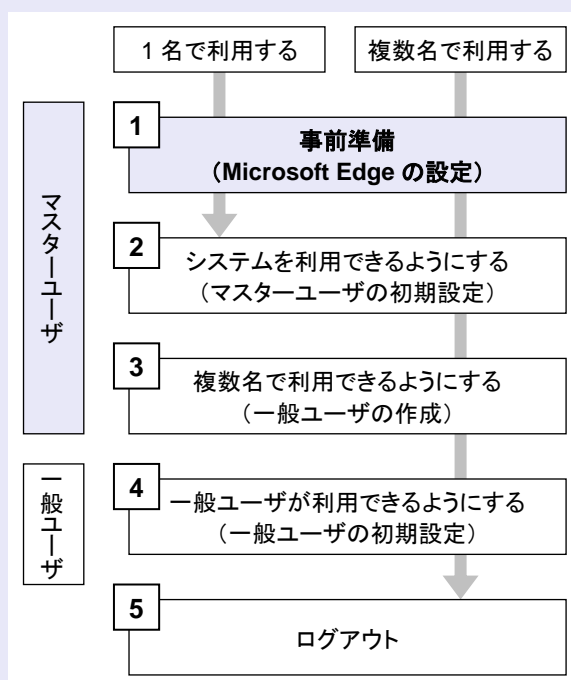 1 名で利用する
複数名で利用する
マスターユーザ
1
事前準備
（Microsoft Edge の設定）
2
システムを利用できるようにする
（マスターユーザの初期設定）
3
複数名で利用できるようにする
（一般ユーザの作成）
一般ユーザ
4
一般ユーザが利用できるようにする
（一般ユーザの初期設定）
5
ログアウト